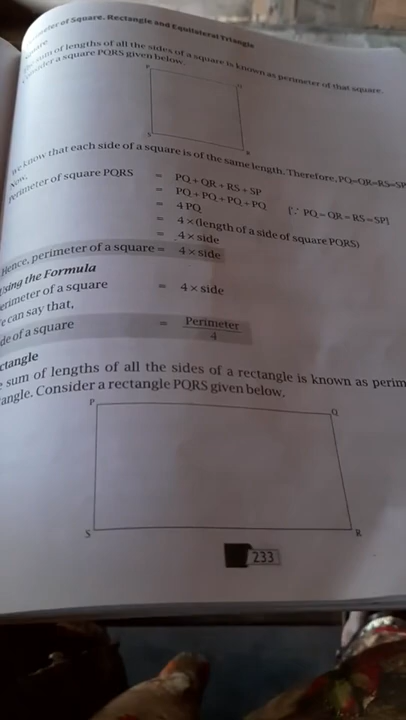 Perimeter of Square, Rectangle and Equilateral Triangle
Square
The sum of lengths of all the sides of a square is known as perimeter of that square.
Consider a square PQRS given below.
P Q
S R
We know that each side of a square is of the same length. Therefore, PQ=QR=RS=SP
Now,
Perimeter of square PQRS = PQ + QR + RS + SP
= PQ + PQ + PQ + PQ [∵ PQ = QR = RS = SP]
= 4 PQ
= 4 × (length of a side of square PQRS)
= 4 × side
Hence, perimeter of a square = 4 × side
Using the Formula
erimeter of a square = 4 × side
e can say that,
de of a square = Perimeter
4
ctangle
sum of lengths of all the sides of a rectangle is known as perim
angle. Consider a rectangle PQRS given below.
P Q
S R
233